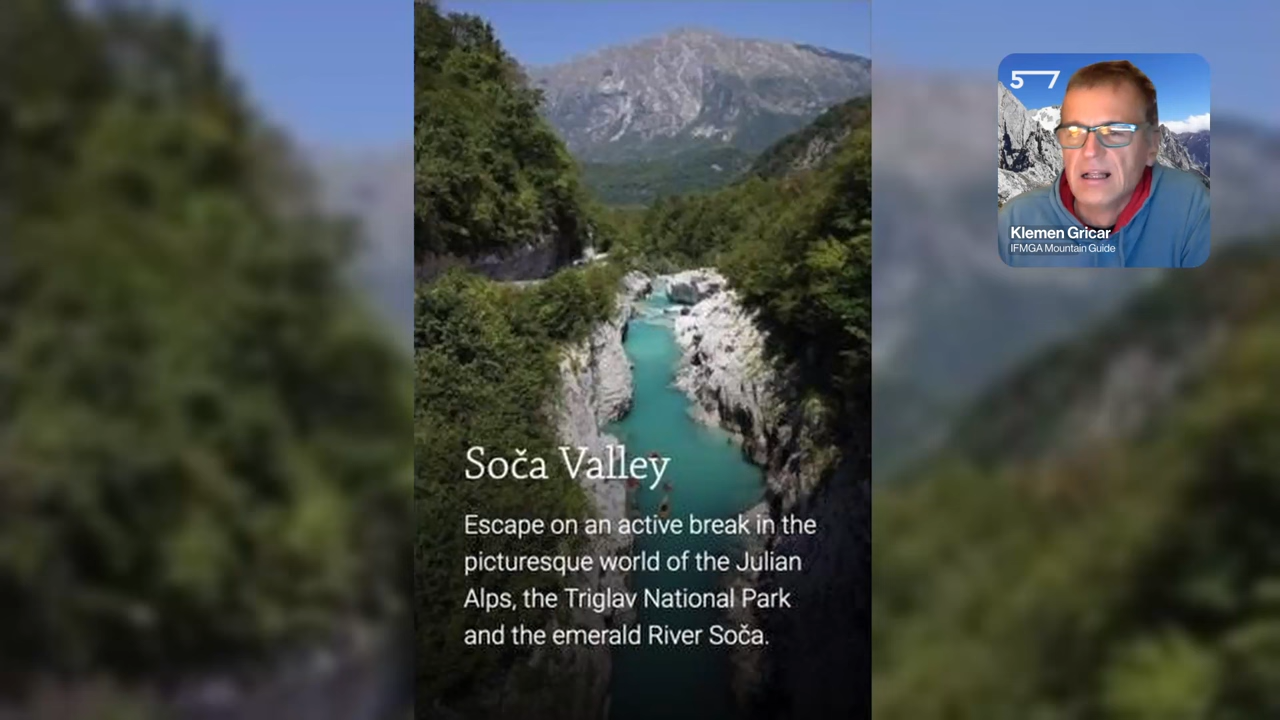 57
Klemen Gricar
IFMGA Mountain Guide
Soča Valley
Escape on an active break in the
picturesque world of the Julian
Alps, the Triglav National Park
and the emerald River Soča.